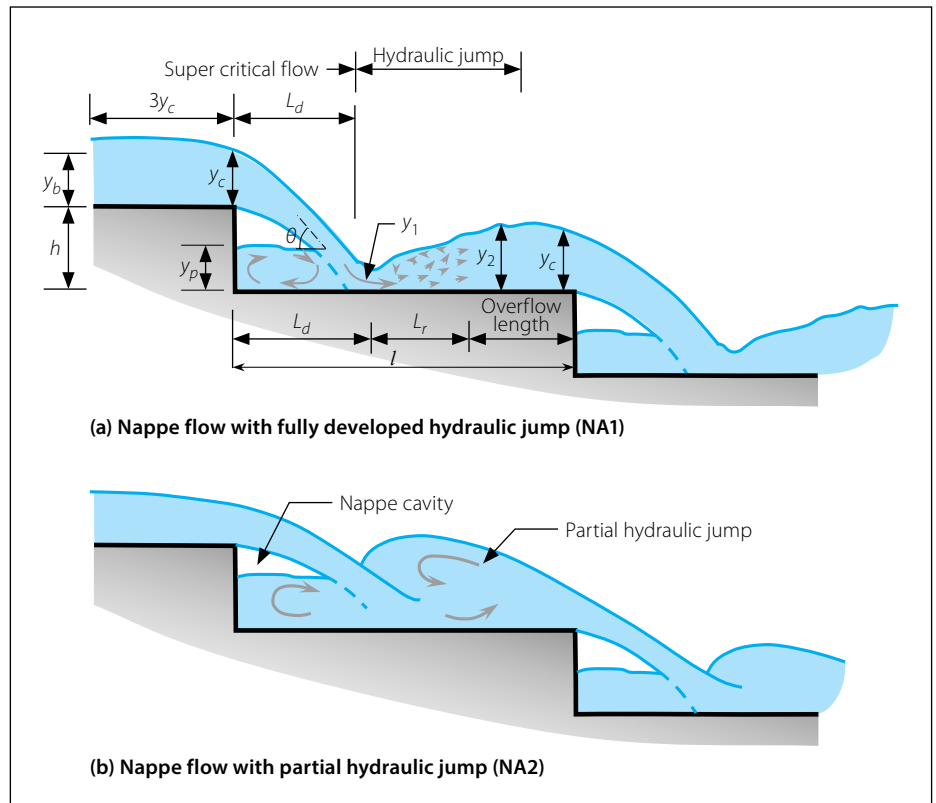 Hydraulic jump
Super critical flow
3y_c
L_d
y_b
y_c
h
θ
y_1
y_p
y_2
y_c
L_d
L_r
Overflow
length
l
(a) Nappe flow with fully developed hydraulic jump (NA1)
Nappe cavity
Partial hydraulic jump
(b) Nappe flow with partial hydraulic jump (NA2)